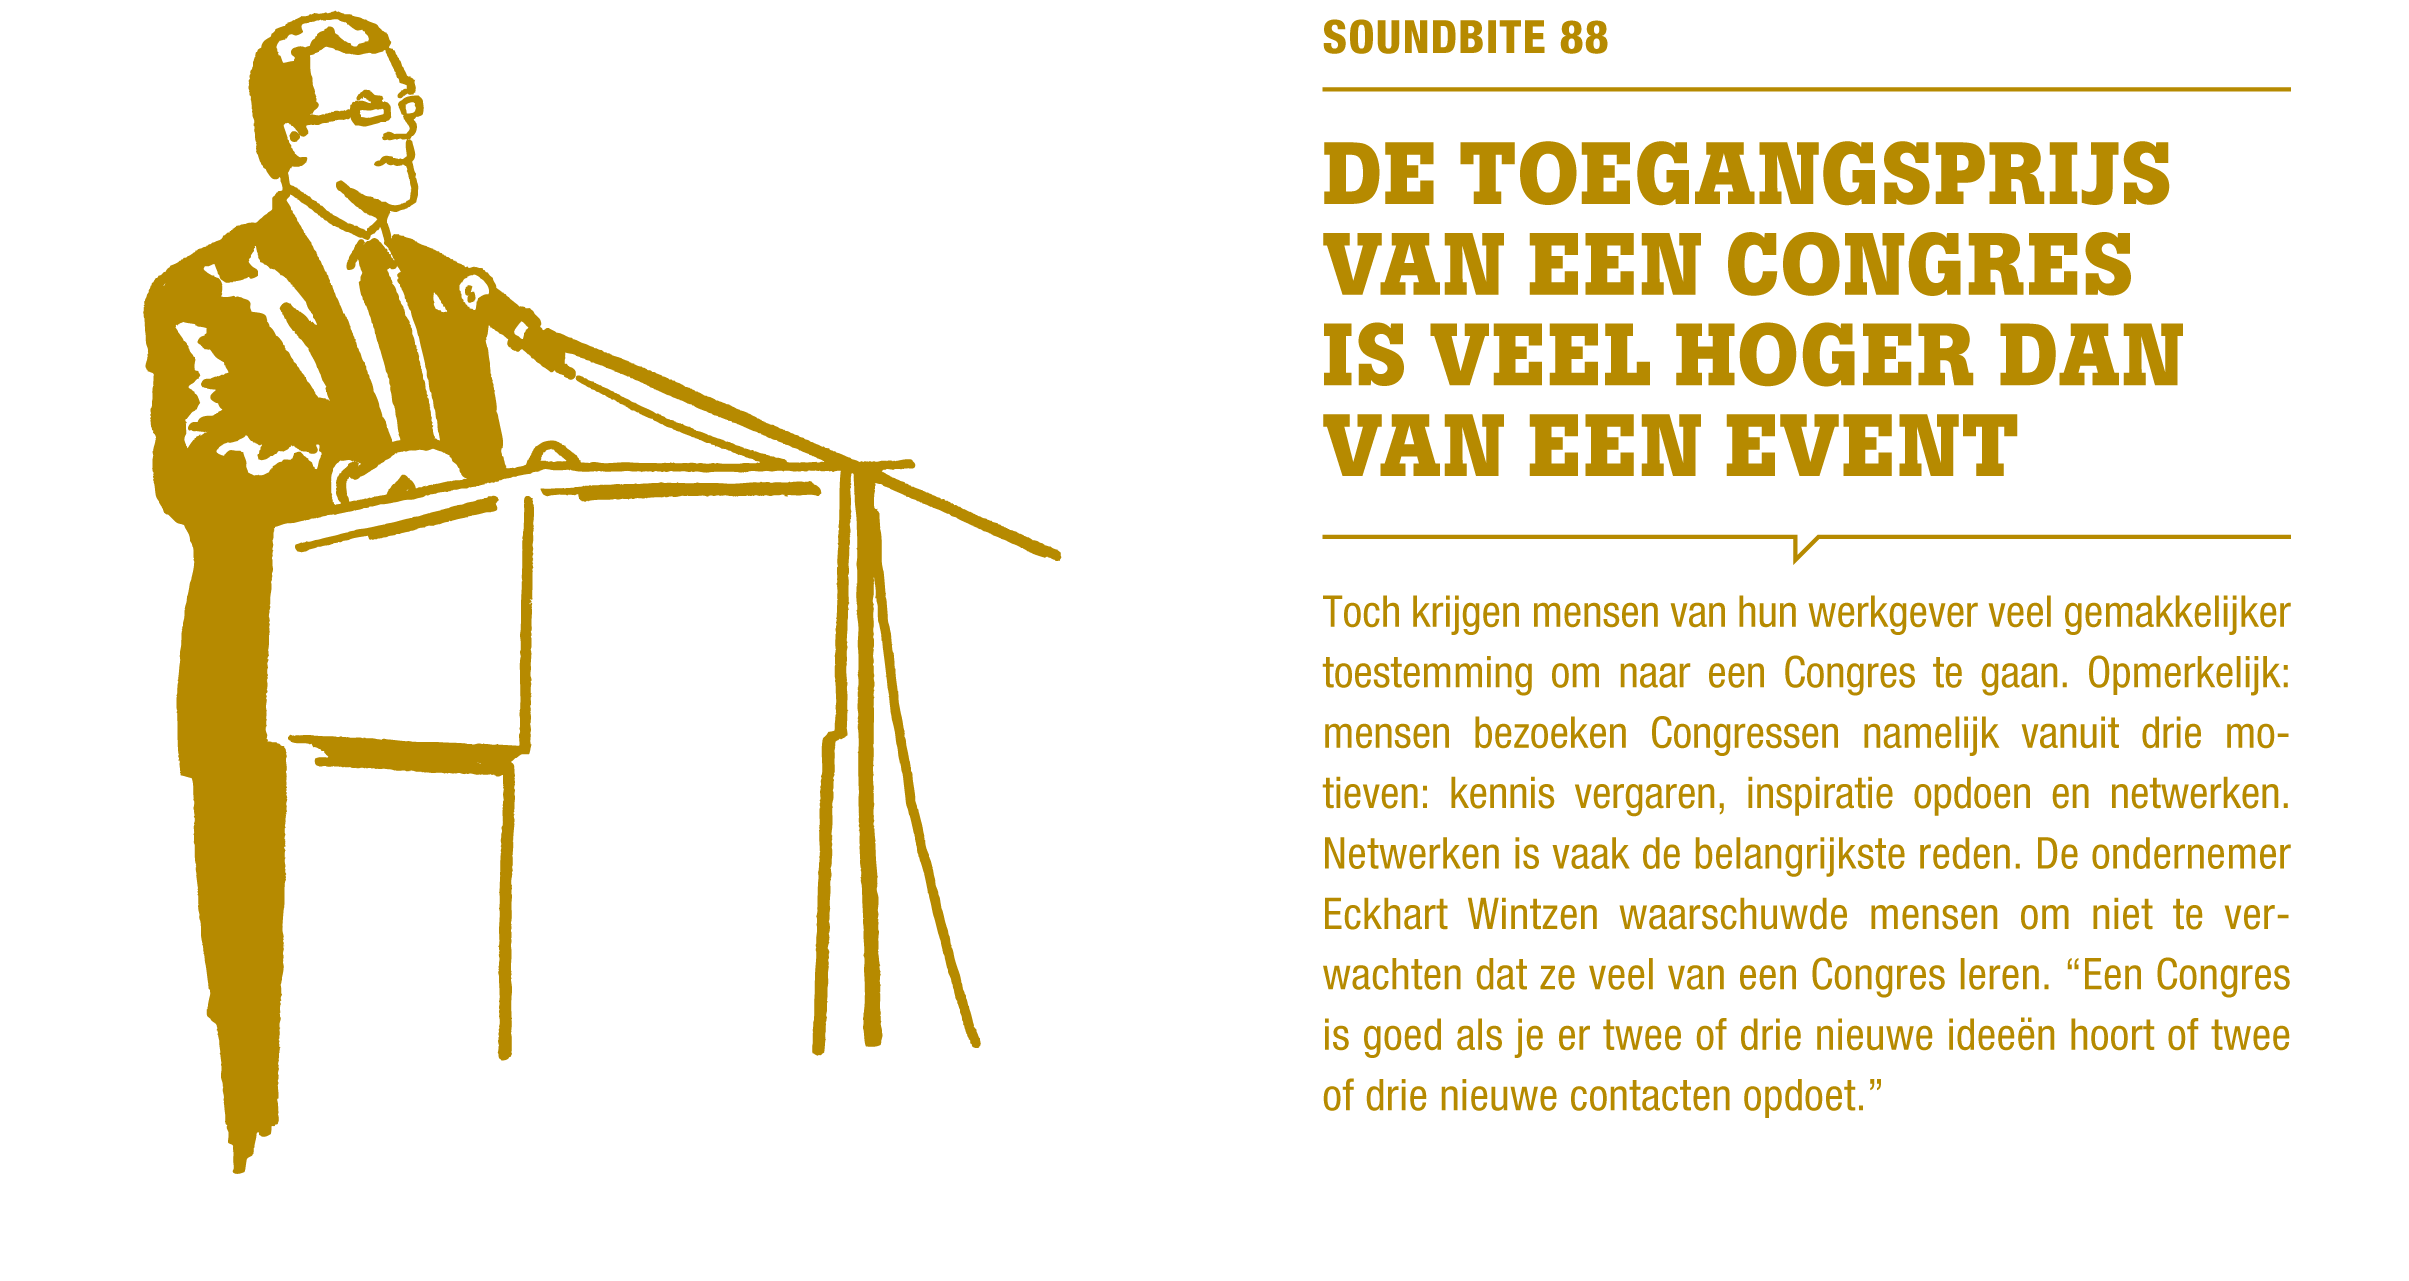 SOUNDBITE 88
DE TOEGANGSPRIJS
VAN EEN CONGRES
IS VEEL HOGER DAN
VAN EEN EVENT
Toch krijgen mensen van hun werkgever veel gemakkelijker
toestemming om naar een Congres te gaan. Opmerkelijk:
mensen bezoeken Congressen namelijk vanuit drie mo-
tieven: kennis vergaren, inspiratie opdoen en netwerken.
Netwerken is vaak de belangrijkste reden. De ondernemer
Eckhart Wintzen waarschuwde mensen om niet te ver-
wachten dat ze veel van een Congres leren. “Een Congres
is goed als je er twee of drie nieuwe ideeën hoort of twee
of drie nieuwe contacten opdoet.”